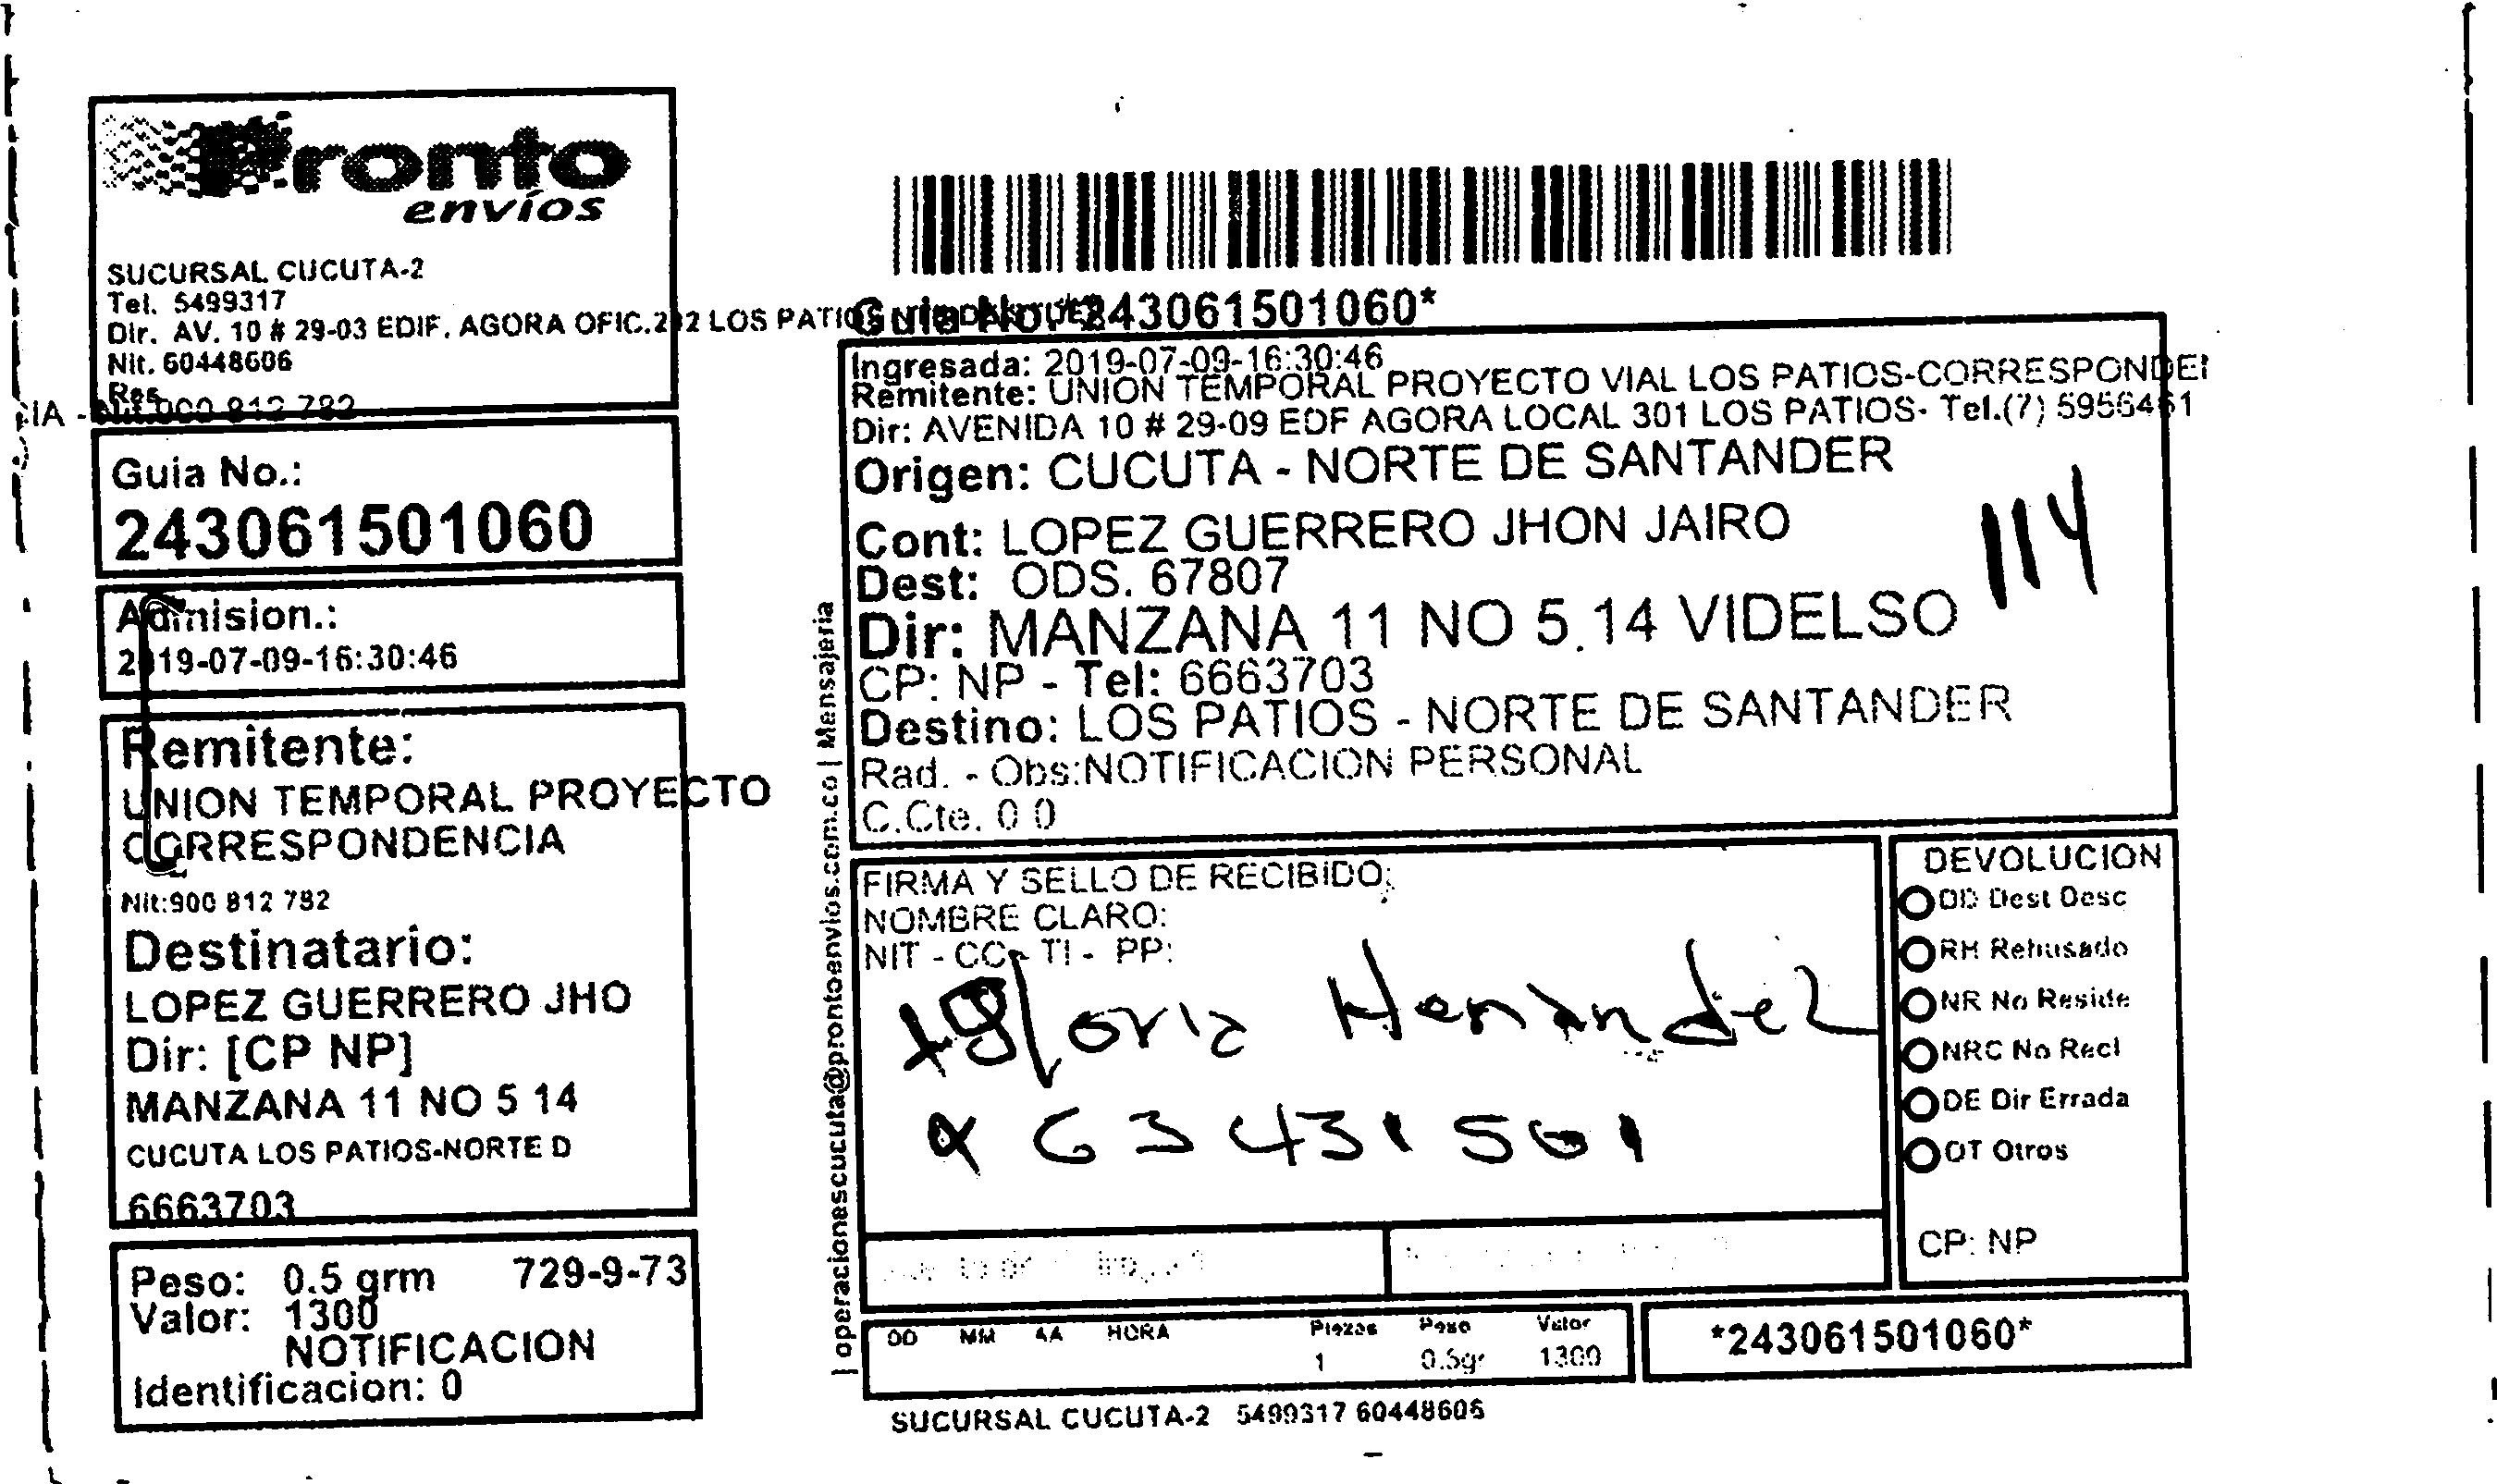 Pronto
envíos
SUCURSAL CUCUTA-2
Tel. 5499317
Dir. AV. 10 # 29-03 EDIF. AGORA OFIC.202 LOS PATIOS
Nit. 60448606
Res.
CIA - Nit.900 812 782
Guia No.:
243061501060
Admision.:
2019-07-09-16:30:46
Remitente:
UNION TEMPORAL PROYECTO
CORRESPONDENCIA
Nit:900 812 782
Destinatario:
LOPEZ GUERRERO JHO
Dir: [CP NP]
MANZANA 11 NO 5 14
CUCUTA LOS PATIOS-NORTE D
6663703
Peso: 0.5 grm 729-9-73
Valor: 1300
NOTIFICACION
Identificacion: 0
| operacionescucuta@prontoenvios.com.co | Mensajeria
Guia No. *243061501060*
Ingresada: 2019-07-09-16:30:46
Remitente: UNION TEMPORAL PROYECTO VIAL LOS PATIOS-CORRESPONDEN
Dir: AVENIDA 10 # 29-09 EDF AGORA LOCAL 301 LOS PATIOS- Tel.(7) 5956461
Origen: CUCUTA - NORTE DE SANTANDER
Cont: LOPEZ GUERRERO JHON JAIRO
114
Dest: ODS. 67807
Dir: MANZANA 11 NO 5 14 VIDELSO
CP: NP - Tel: 6663703
Destino: LOS PATIOS - NORTE DE SANTANDER
Rad. - Obs:NOTIFICACION PERSONAL
C.Cte. 0 0
FIRMA Y SELLO DE RECIBIDO:
NOMBRE CLARO:
NIT - CC - TI - PP:
gloria Hernandez
63431501
DEVOLUCION
DD Dest Desc
RH Rehusado
NR No Reside
NRC No Recl
DE Dir Errada
OT Otros
CP: NP
DD MM AA HORA Piezas Peso Valor
1 0.5gr 1300
*243061501060*
SUCURSAL CUCUTA-2 5499317 60448606